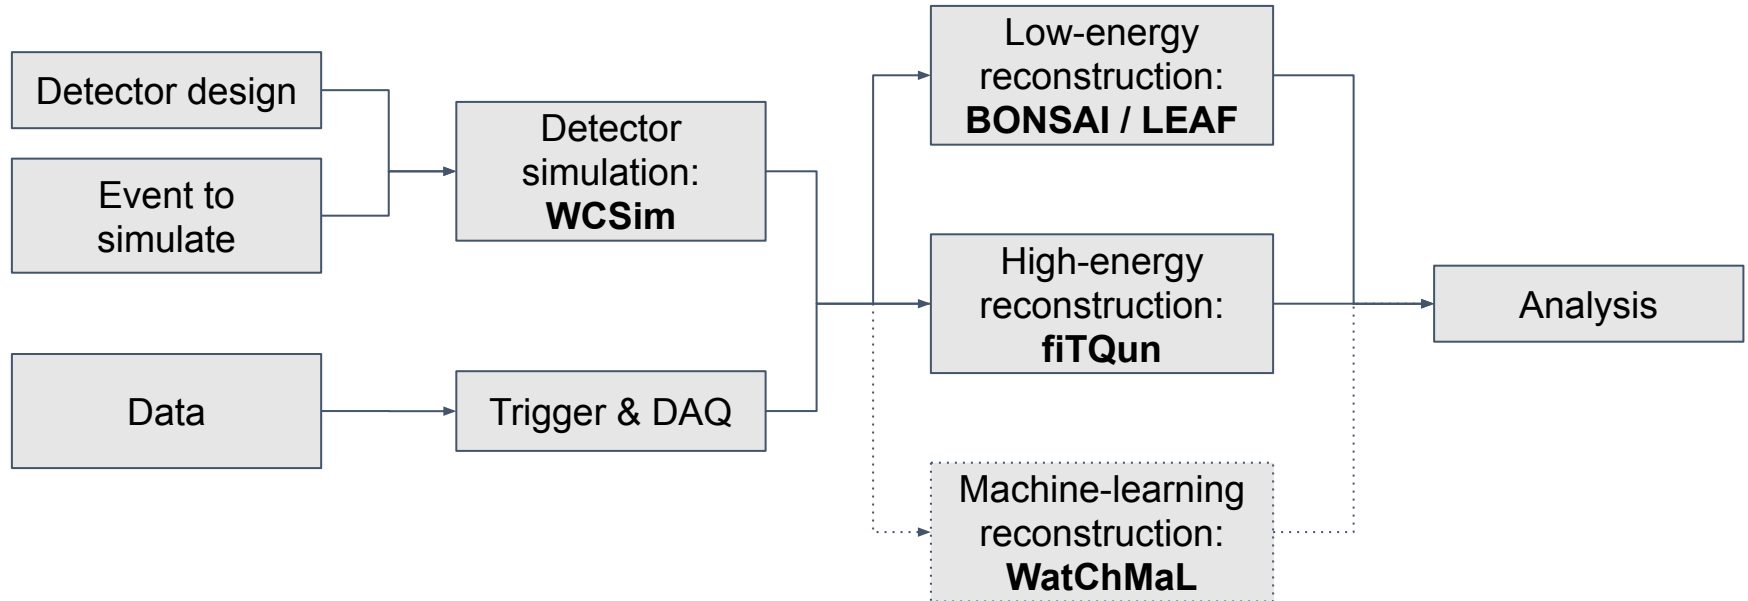 Detector design
Event to
simulate
Data
Detector
simulation:
WCSim
Trigger & DAQ
Low-energy
reconstruction:
BONSAI / LEAF
High-energy
reconstruction:
fiTQun
Machine-learning
reconstruction:
WatChMaL
Analysis